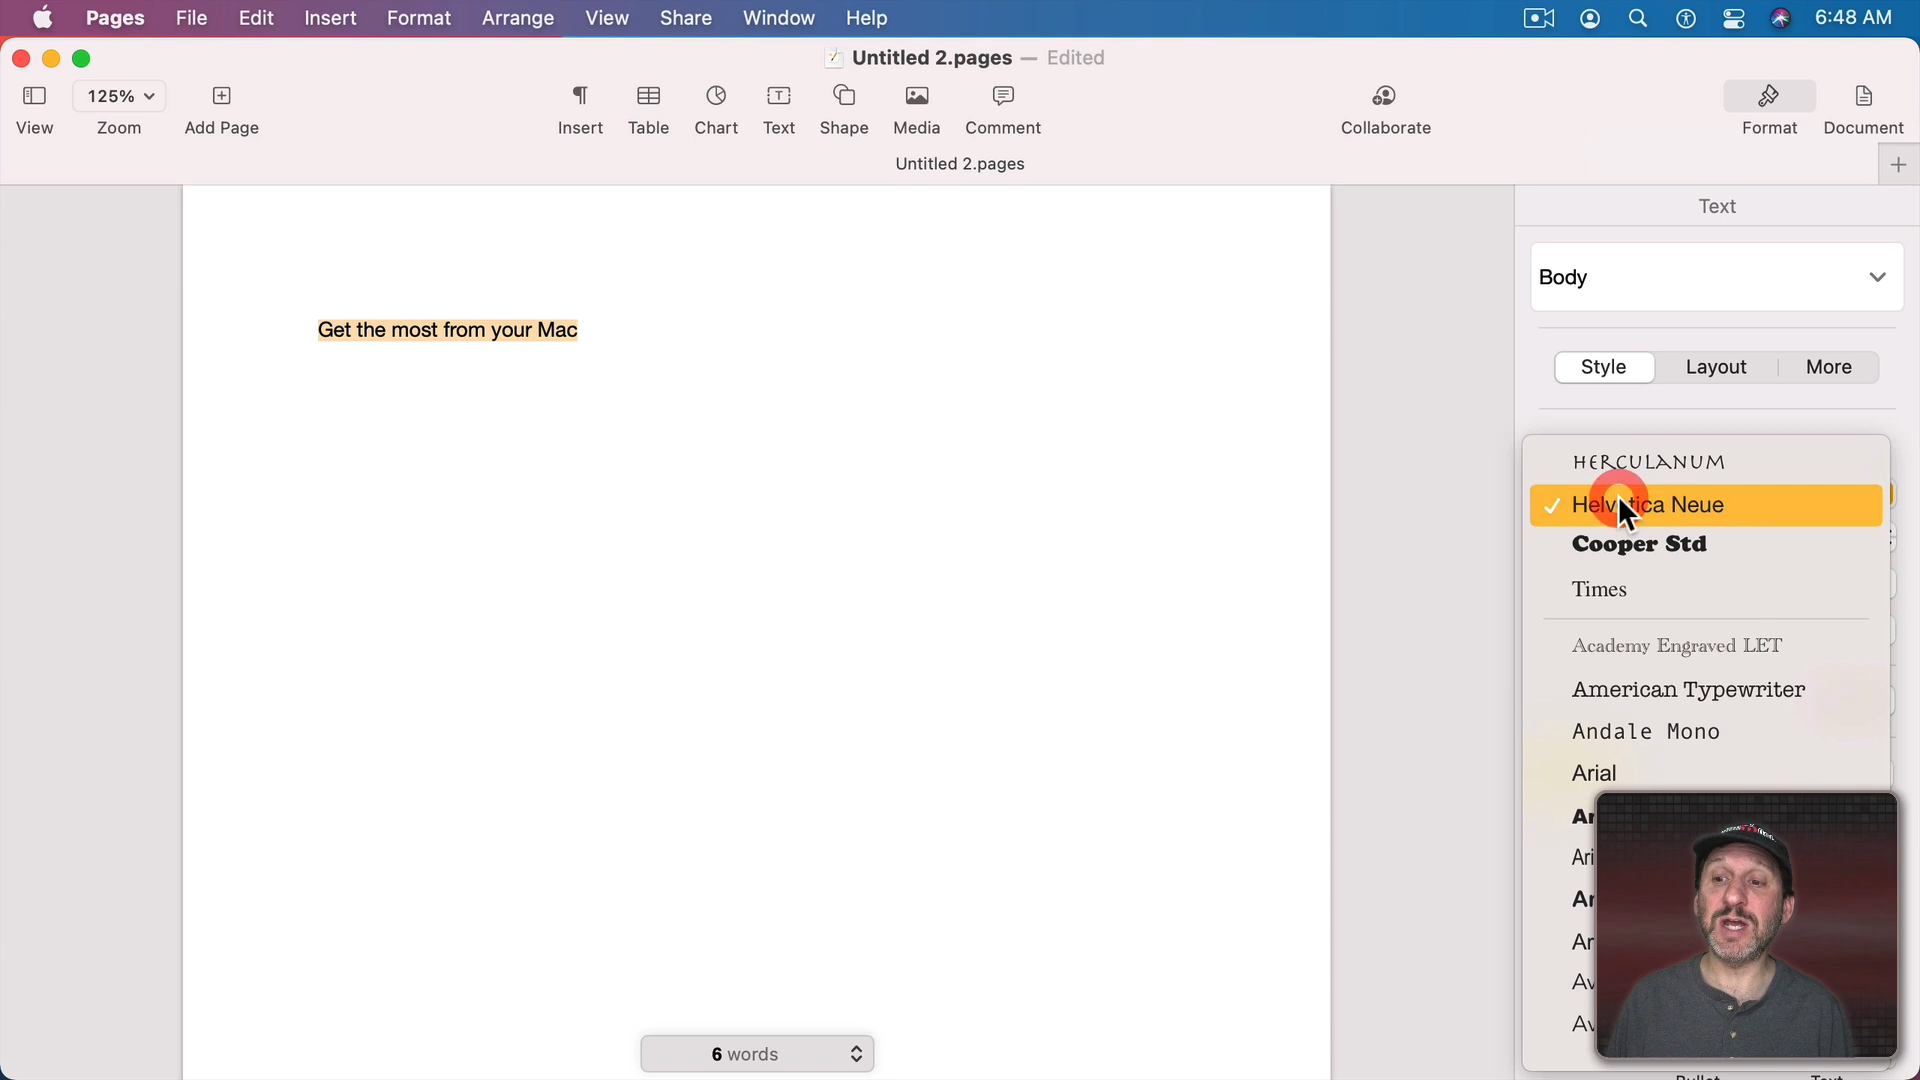 Pages File Edit Insert Format Arrange View Share Window Help 6:48 AM
Untitled 2.pages — Edited
125%
View Zoom Add Page Insert Table Chart Text Shape Media Comment Collaborate Format Document
Untitled 2.pages
Text
Body
Get the most from your Mac
Style Layout More
HERCULANUM
Helvetica Neue
Cooper Std
Times
Academy Engraved LET
American Typewriter
Andale Mono
Arial
6 words